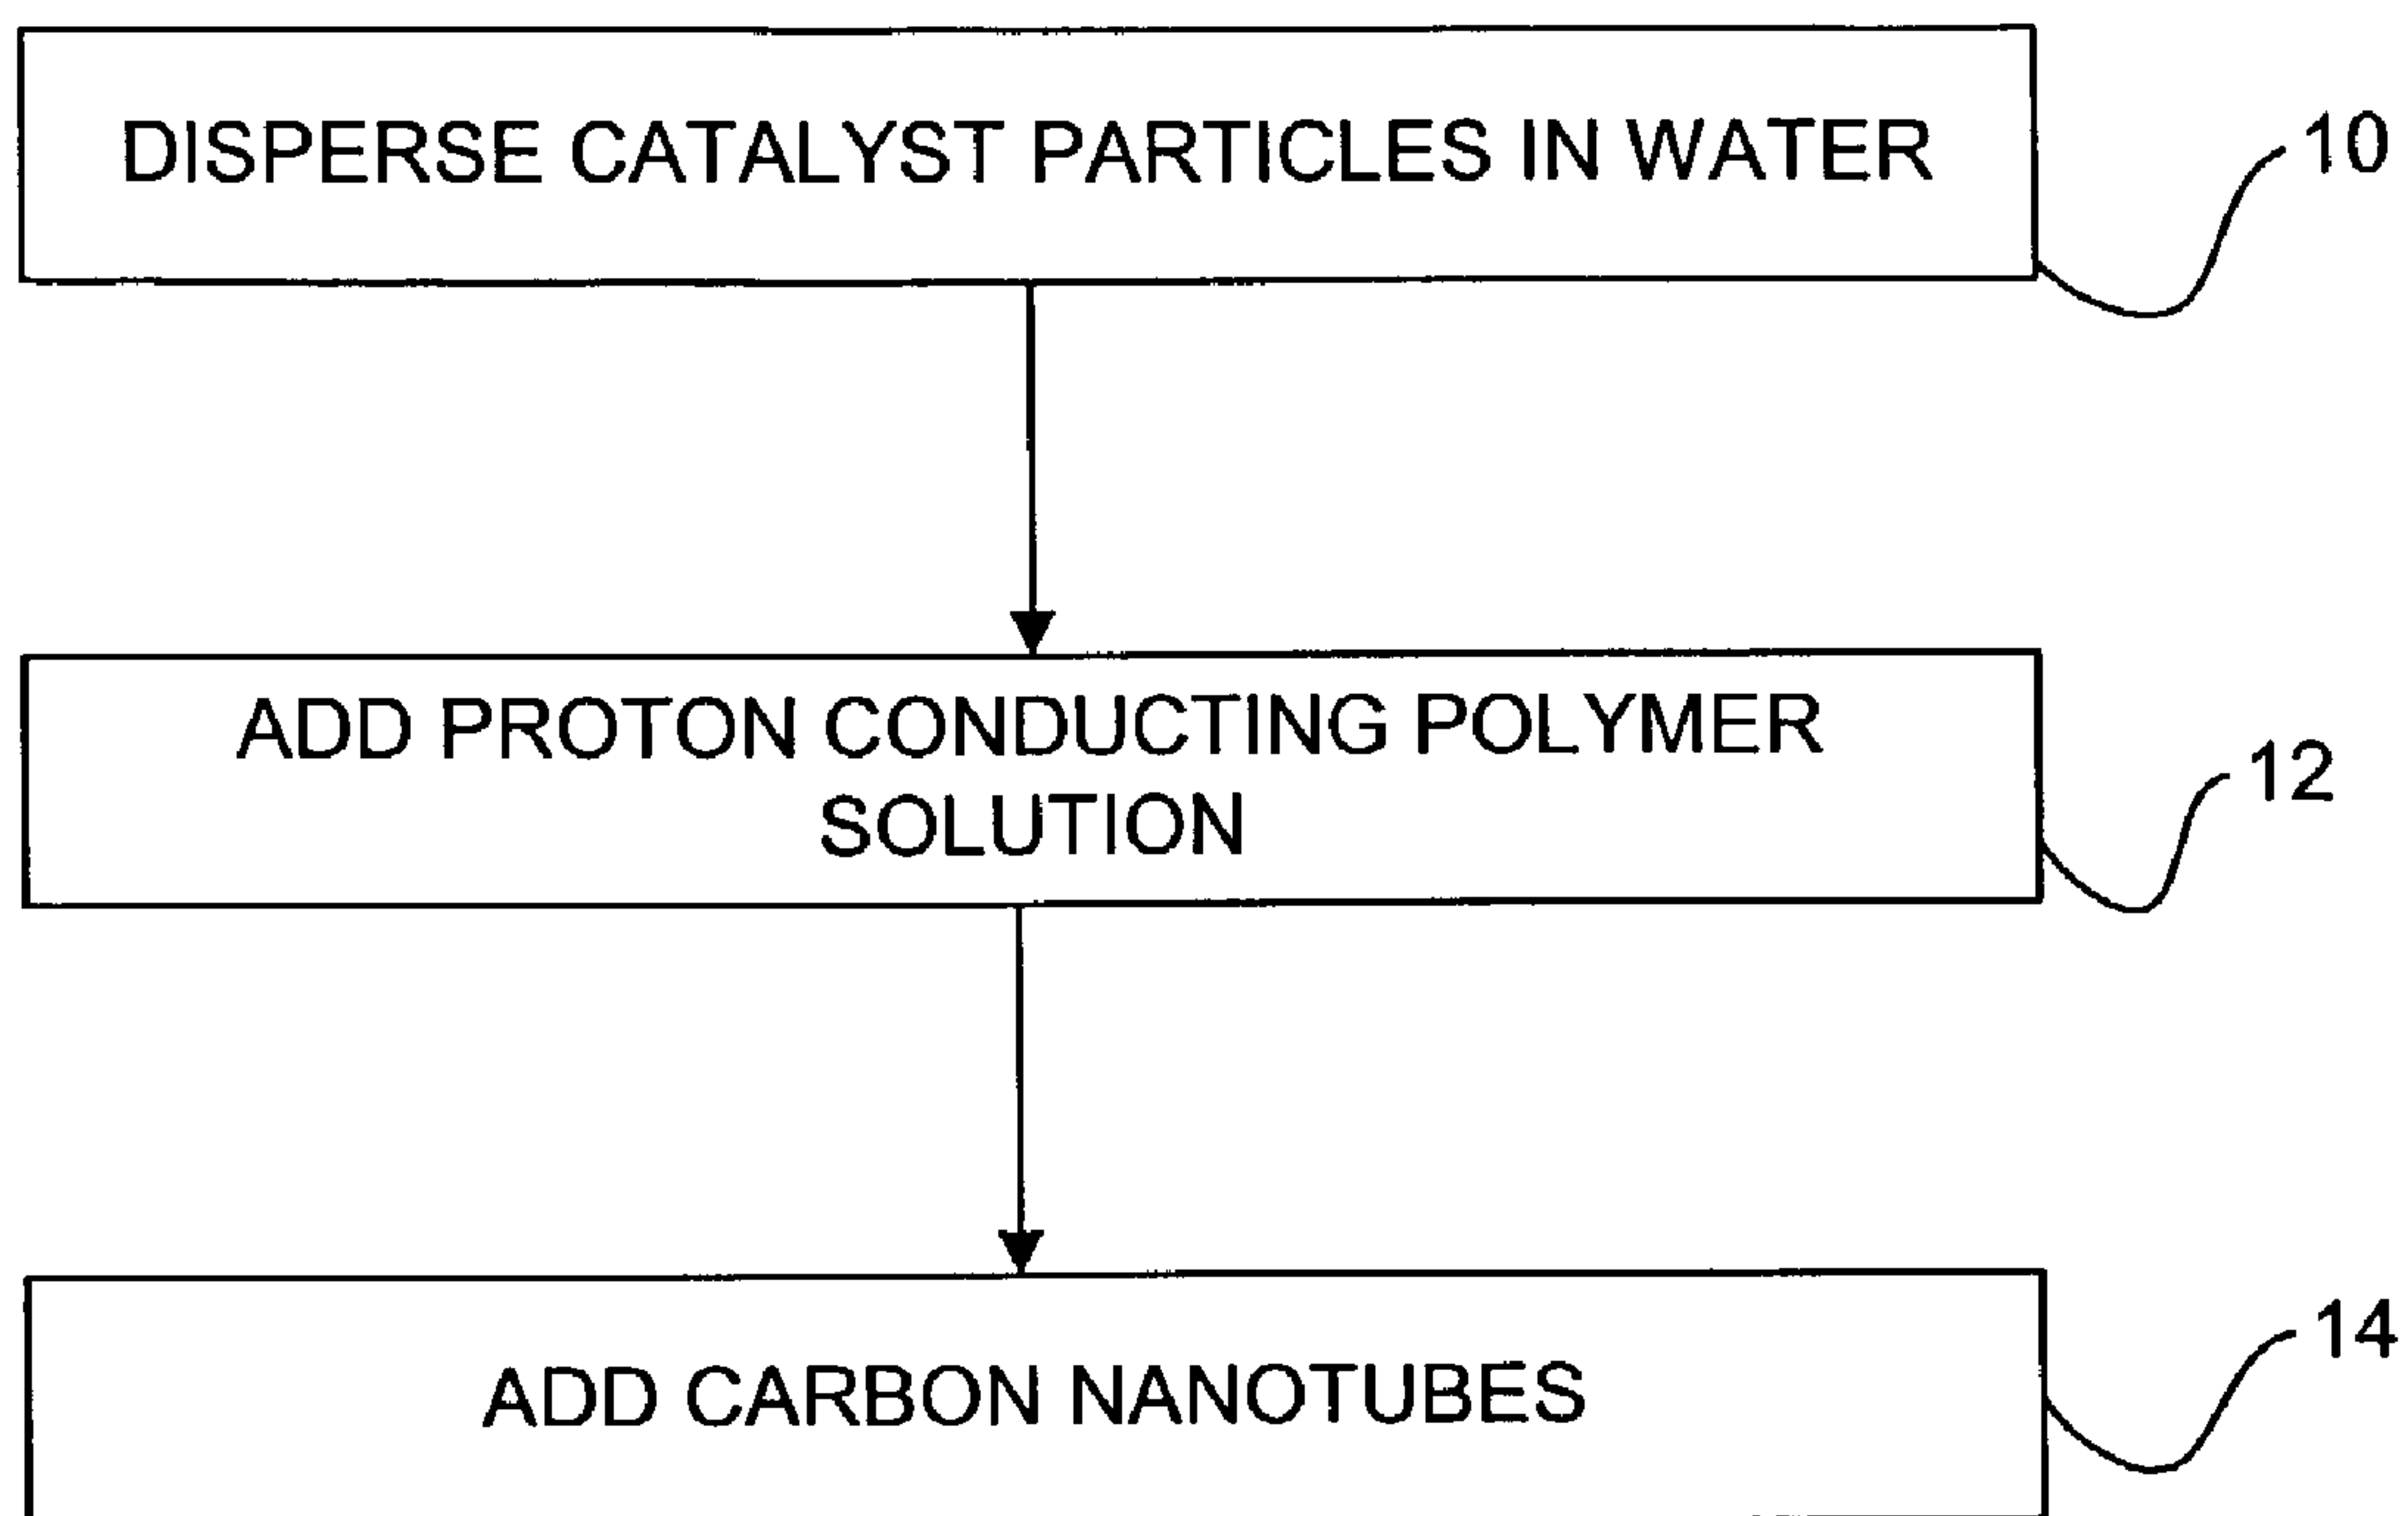 DISPERSE CATALYST PARTICLES IN WATER
10
ADD PROTON CONDUCTING POLYMER
SOLUTION
12
ADD CARBON NANOTUBES
14